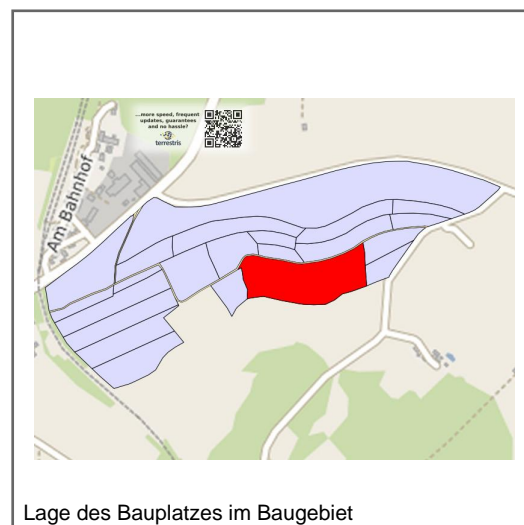 ...more speed, frequent
updates, guarantees
and no hassle?
terrestris
Am Bahnhof
Lage des Bauplatzes im Baugebiet